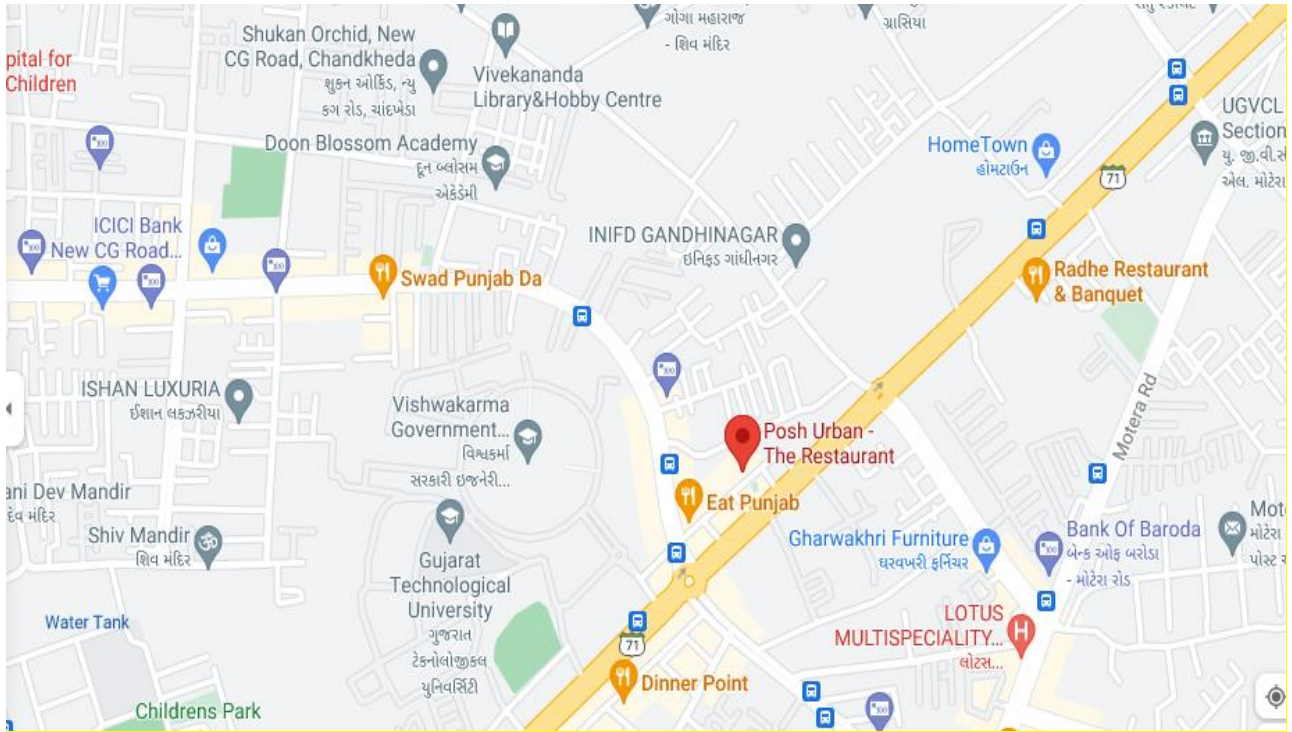 ગોગા મહારાજ
- શિવ મંદિર
ગ્રાસિયા
Shukan Orchid, New
CG Road, Chandkheda
શુકન ઓર્કિડ, ન્યુ
કગ રોડ, ચાંદખેડા
pital for
Children
Vivekananda
Library&Hobby Centre
UGVCL
Section
યુ. જી.વી.સી
એલ. મોટેરા
Doon Blossom Academy
દૂન બ્લોસમ
એકેડેમી
HomeTown
હોમટાઉન
71
ICICI Bank
New CG Road...
INIFD GANDHINAGAR
ઇનિફડ ગાંધીનગર
Swad Punjab Da
Radhe Restaurant
& Banquet
ISHAN LUXURIA
ઈશાન લકઝરીયા
Vishwakarma
Government...
વિશ્વકર્મા
સરકારી ઇજનેરી...
Motera Rd
Posh Urban -
The Restaurant
Eat Punjab
ani Dev Mandir
દેવ મંદિર
Shiv Mandir
શિવ મંદિર
Gharwakhri Furniture
ઘરવખરી ફર્નિચર
Bank Of Baroda
બેન્ક ઓફ બરોડા
- મોટેરા રોડ
Mot
મોટેરા
પોસ્ટ
Gujarat
Technological
University
ગુજરાત
ટેકનોલોજીકલ
યુનિવર્સિટી
Water Tank
LOTUS
MULTISPECIALITY...
લોટસ...
71
Dinner Point
Childrens Park